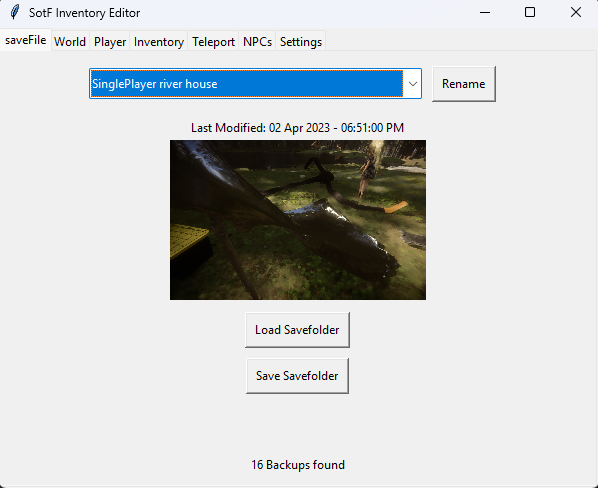 SotF Inventory Editor
saveFile World Player Inventory Teleport NPCs Settings
SinglePlayer river house Rename
Last Modified: 02 Apr 2023 - 06:51:00 PM
Load Savefolder
Save Savefolder
16 Backups found